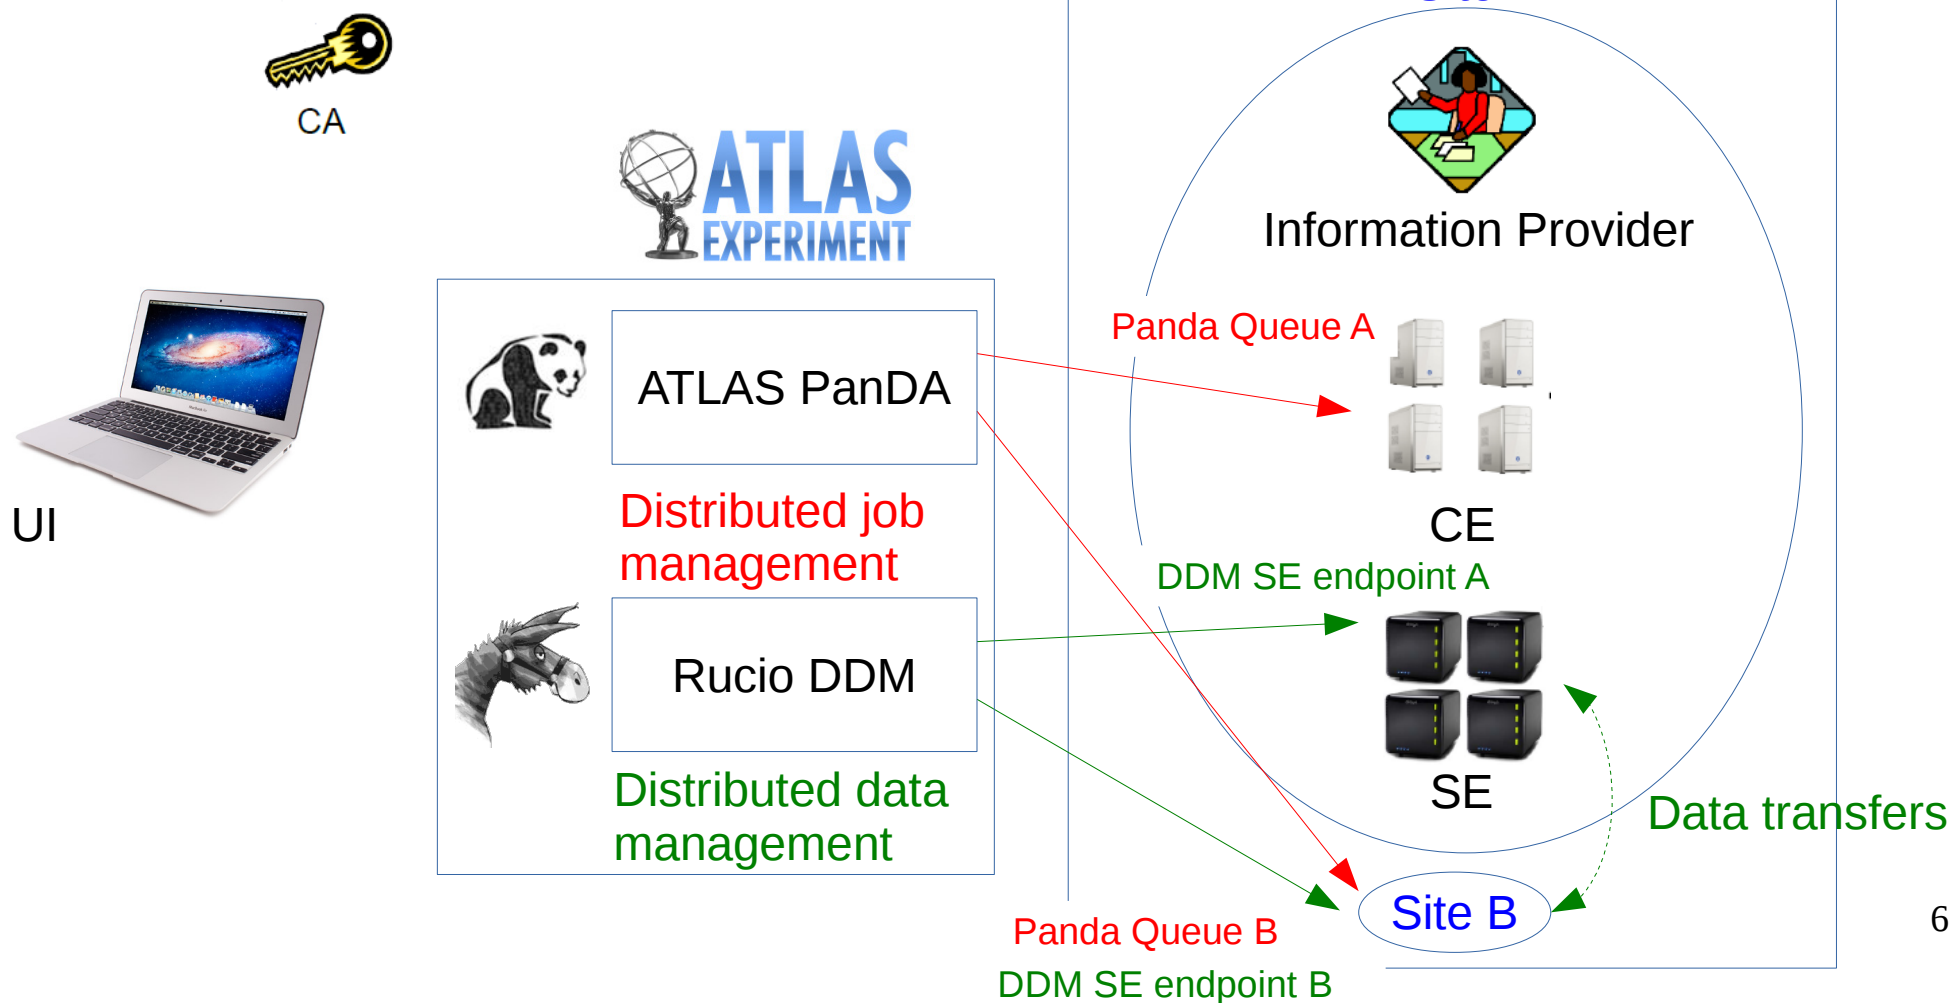 CA
ATLAS
EXPERIMENT
Information Provider
Panda Queue A
ATLAS PanDA
UI
Distributed job
management
CE
DDM SE endpoint A
Rucio DDM
SE
Distributed data
management
Data transfers
Site B
6
Panda Queue B
DDM SE endpoint B